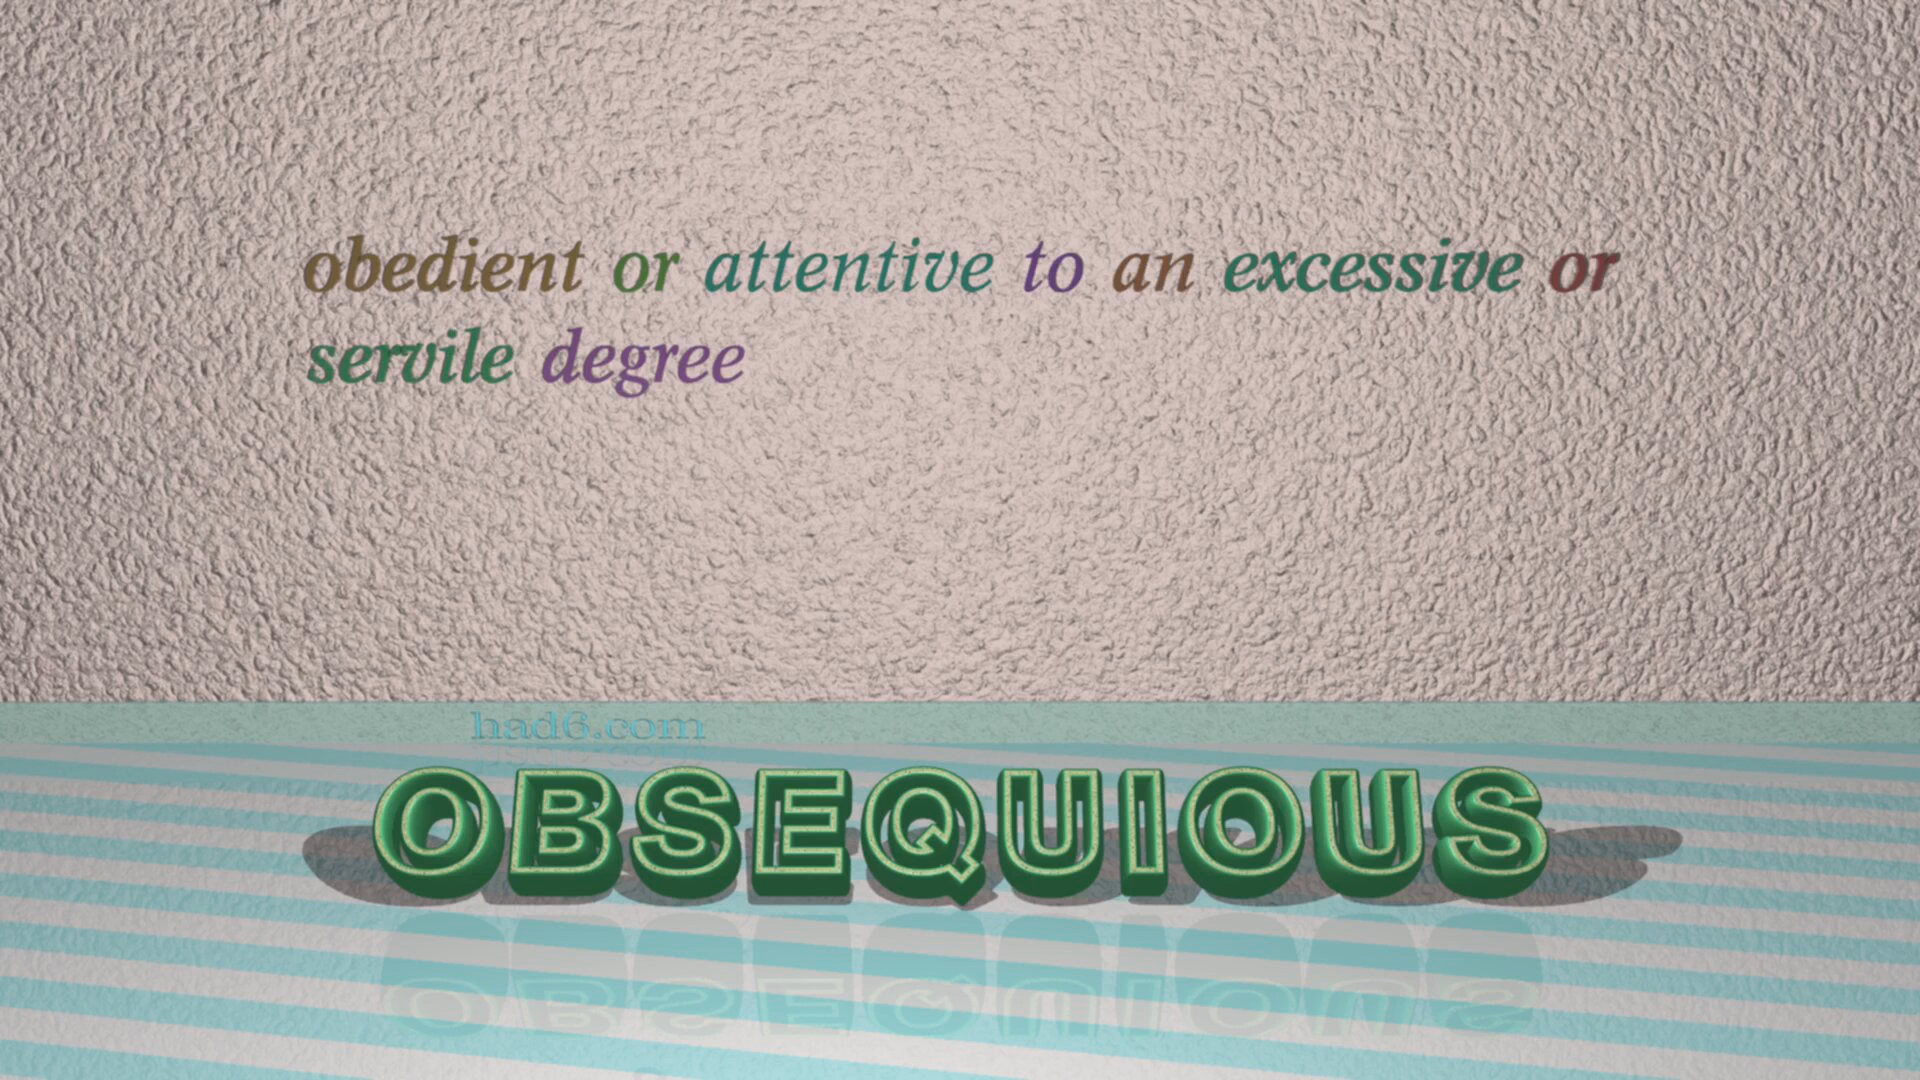 obedient or attentive to an excessive or
servile degree
had6.com
OBSEQUIOUS